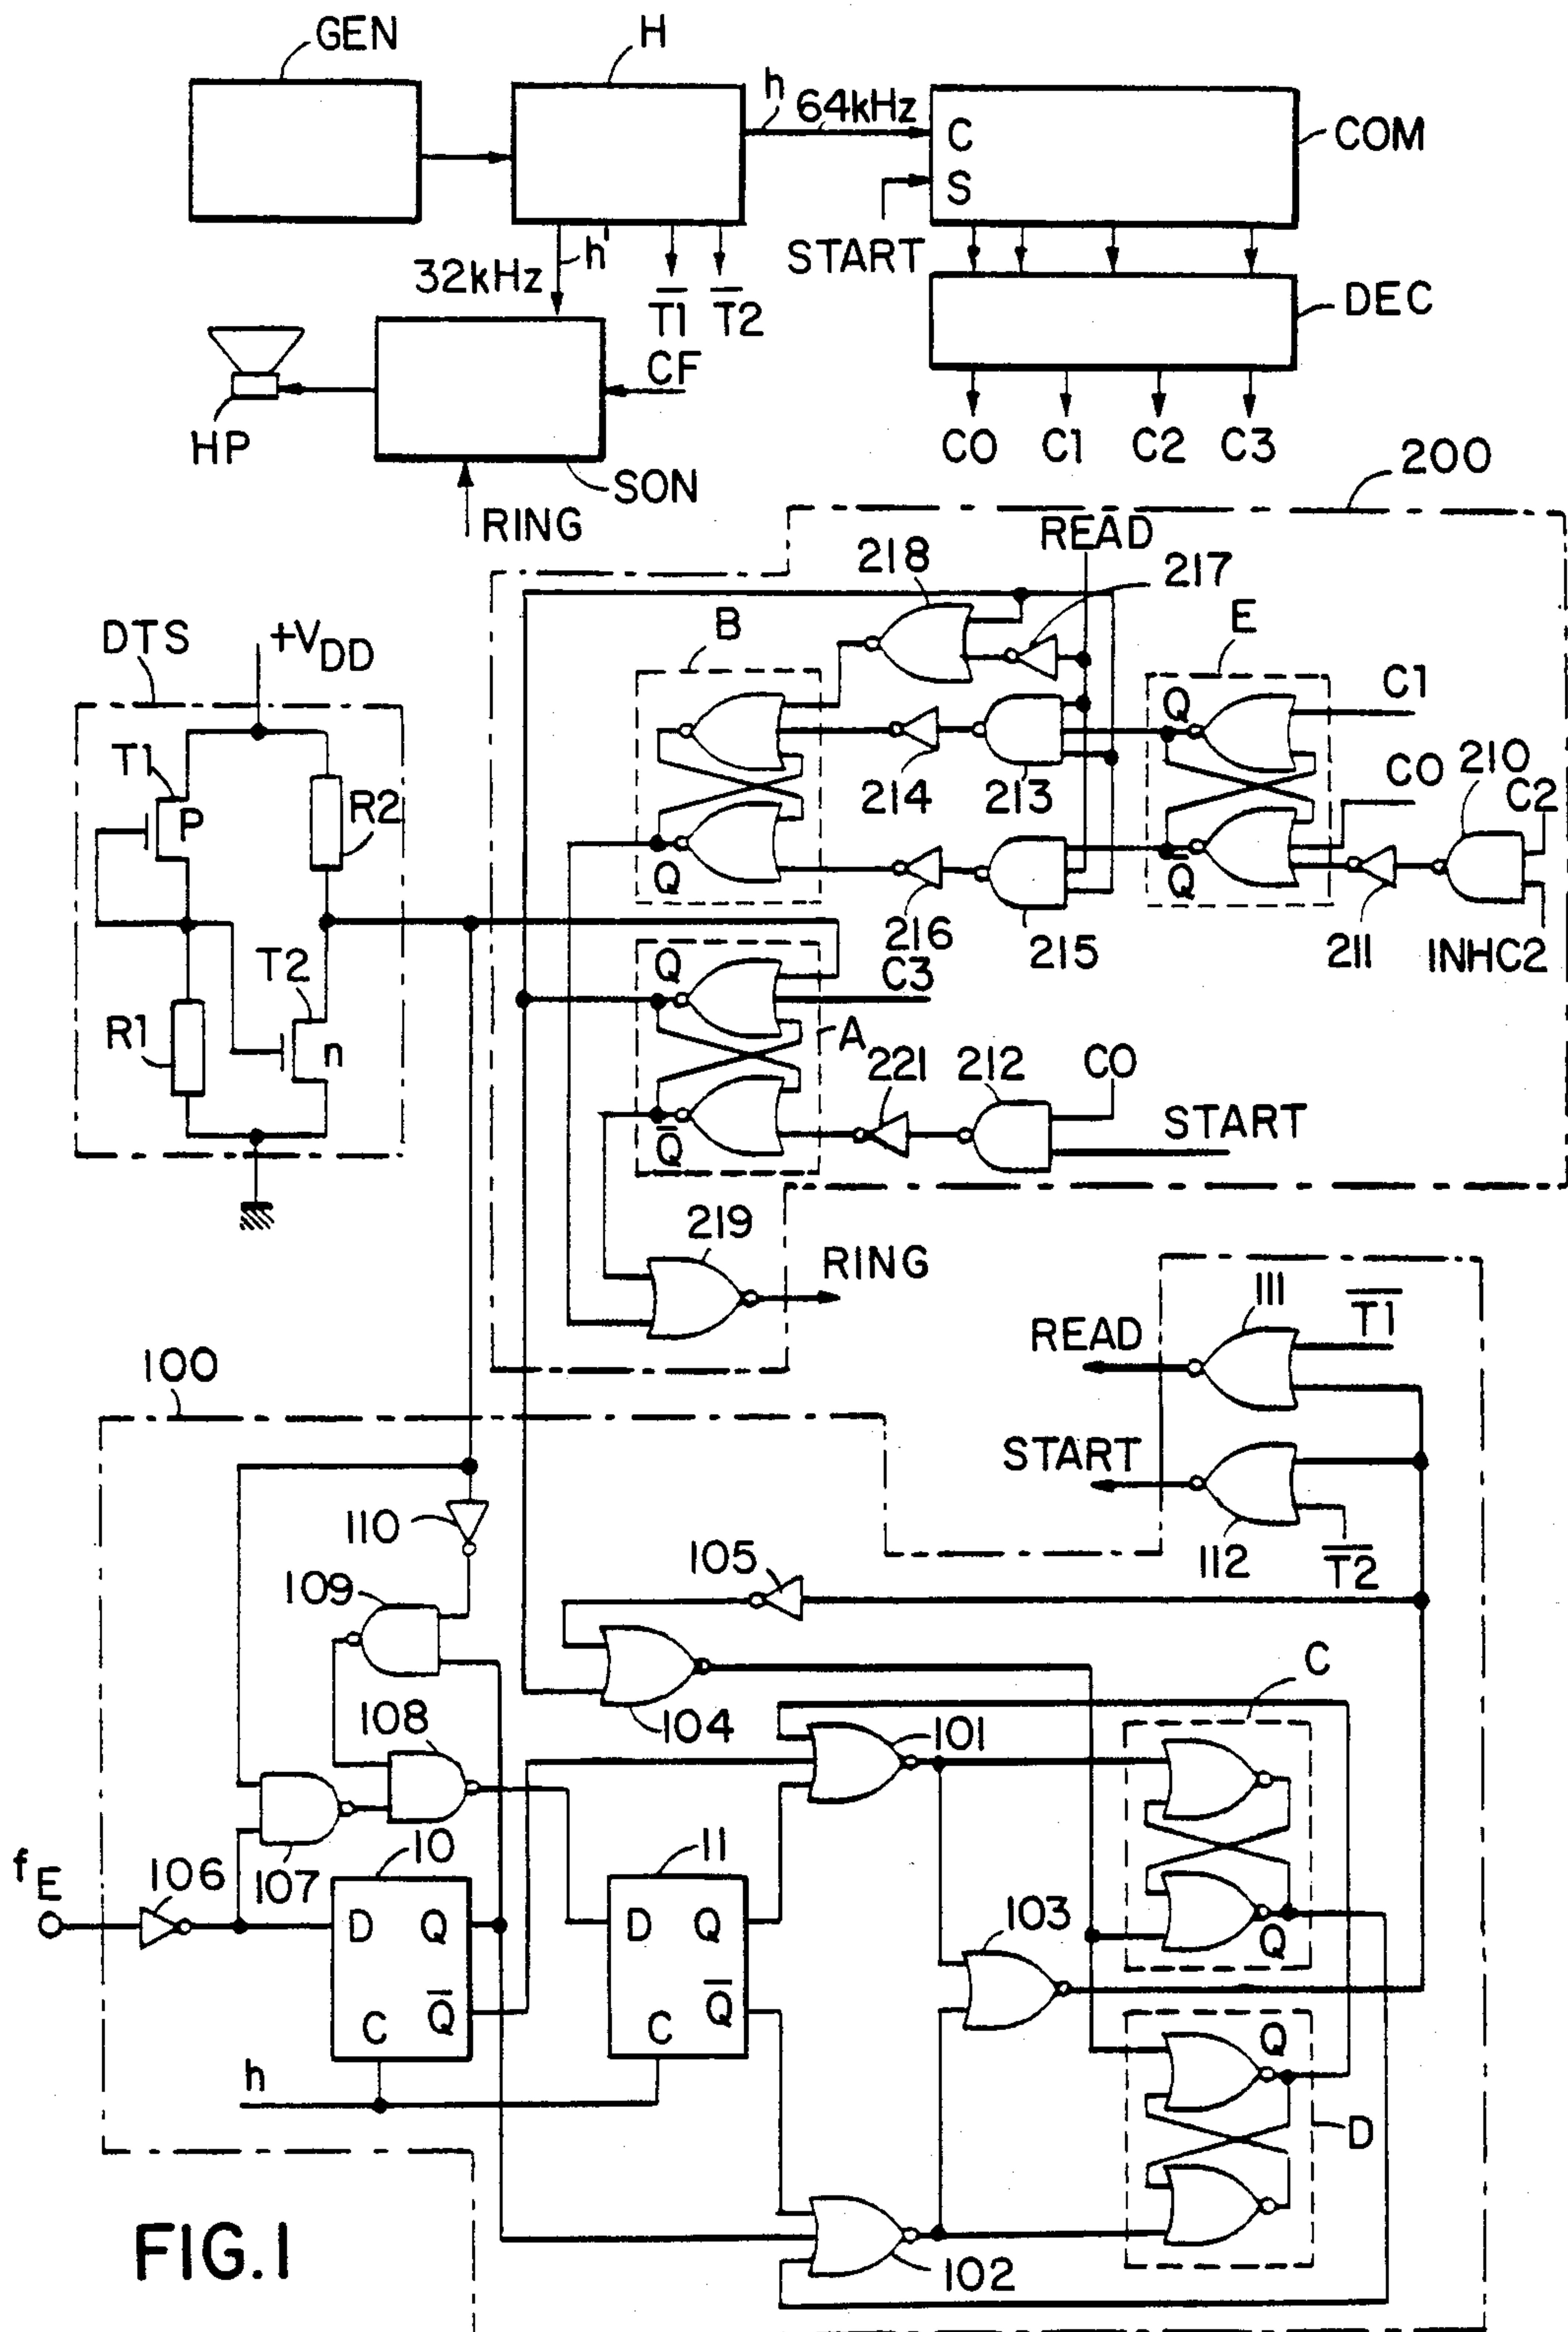 GEN
H
h
64kHz
C
S
COM
START
32kHz
h'
T1
T2
DEC
CF
HP
SON
C0
C1
C2
C3
RING
200
READ
218
217
DTS
+VDD
B
E
C1
T1
P
R2
Q
C0
210
C2
214
213
Q
Q
216
215
211
INHC2
T2
Q
C3
R1
n
A
221
212
C0
START
Q
219
RING
111
T1
READ
100
START
110
112
T2
105
109
C
104
101
108
10
11
fE
106
107
D
Q
D
Q
103
Q
Q
Q
C
C
Q
h
D
102
FIG.1